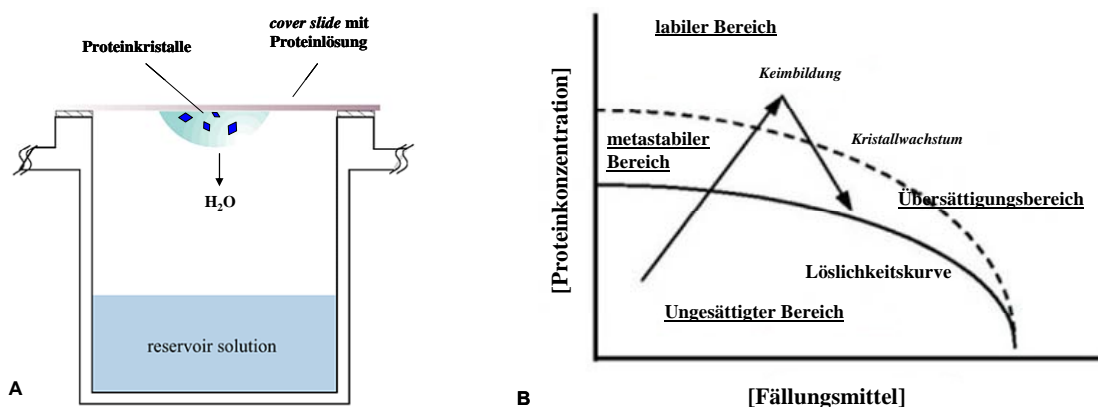 Proteinkristalle
cover slide mit
Proteinlösung
H₂O
reservoir solution
A
labiler Bereich
Keimbildung
Kristallwachstum
metastabiler
Bereich
Übersättigungsbereich
Löslichkeitskurve
Ungesättigter Bereich
[Proteinkonzentration]
[Fällungsmittel]
B